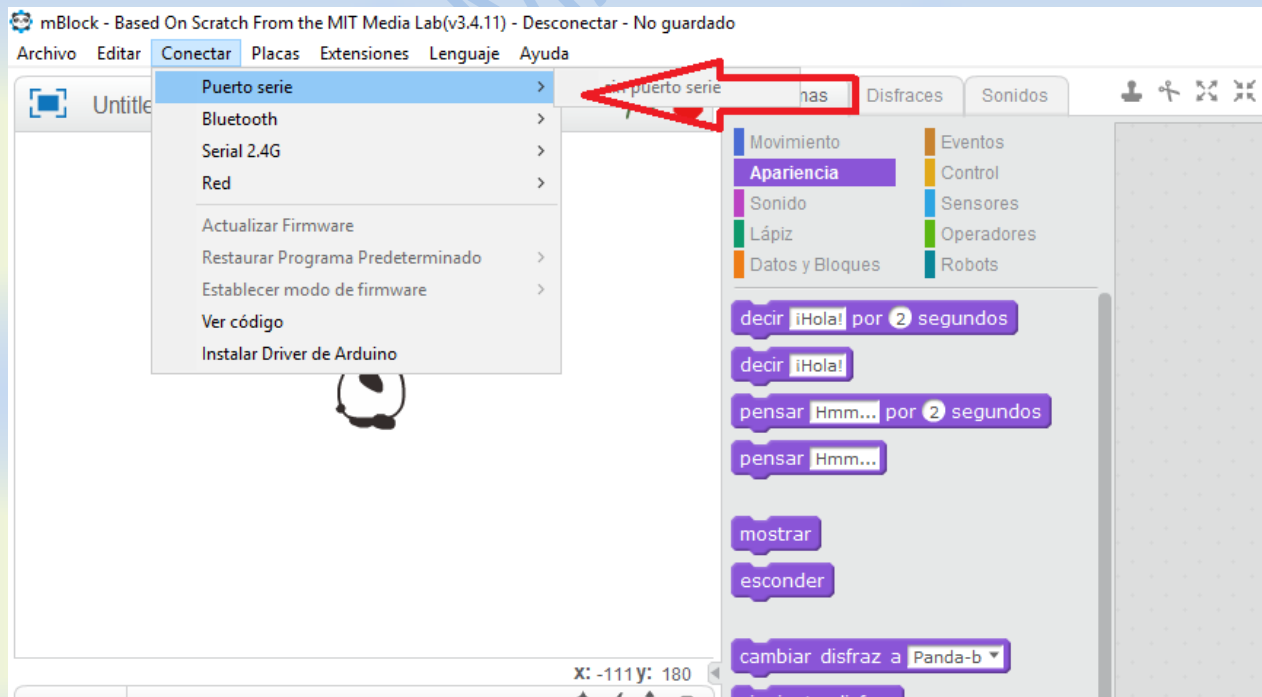 mBlock - Based On Scratch From the MIT Media Lab(v3.4.11) - Desconectar - No guardado
Archivo Editar Conectar Placas Extensiones Lenguaje Ayuda
Puerto serie
puerto serie
Bluetooth
Serial 2.4G
Red
Actualizar Firmware
Restaurar Programa Predeterminado
Establecer modo de firmware
Ver código
Instalar Driver de Arduino
Disfraces
Sonidos
Movimiento Eventos
Apariencia Control
Sonido Sensores
Lápiz Operadores
Datos y Bloques Robots
decir ¡Hola! por 2 segundos
decir ¡Hola!
pensar Hmm... por 2 segundos
pensar Hmm...
mostrar
esconder
cambiar disfraz a Panda-b
X: -111 y: 180